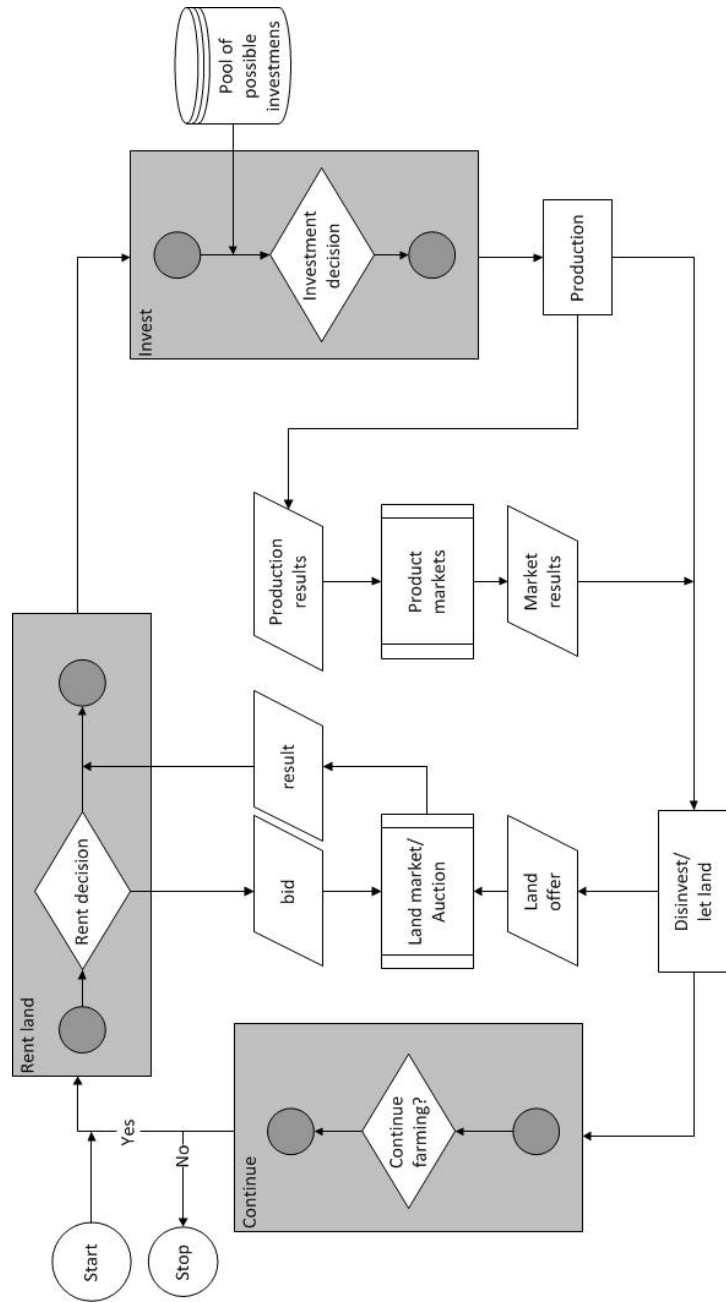 Start
Stop
Yes
No
Rent land
Rent decision
Invest
Investment
decision
Pool of
possible
investmens
bid
result
Production
results
Land market/
Auction
Product
markets
Land
offer
Market
results
Continue
Continue
farming?
Disinvest/
let land
Production